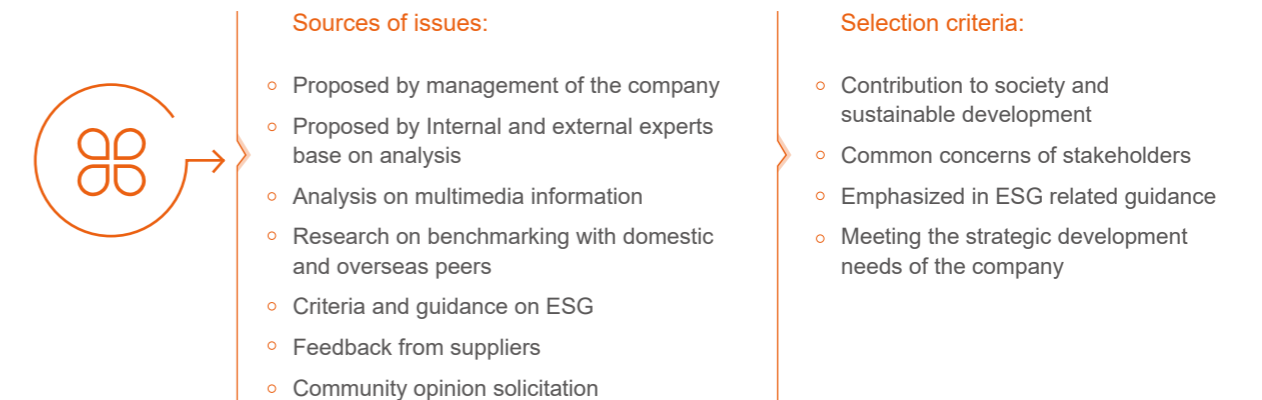 Sources of issues:
Proposed by management of the company
Proposed by Internal and external experts
base on analysis
Analysis on multimedia information
Research on benchmarking with domestic
and overseas peers
Criteria and guidance on ESG
Feedback from suppliers
Community opinion solicitation
Selection criteria:
Contribution to society and
sustainable development
Common concerns of stakeholders
Emphasized in ESG related guidance
Meeting the strategic development
needs of the company